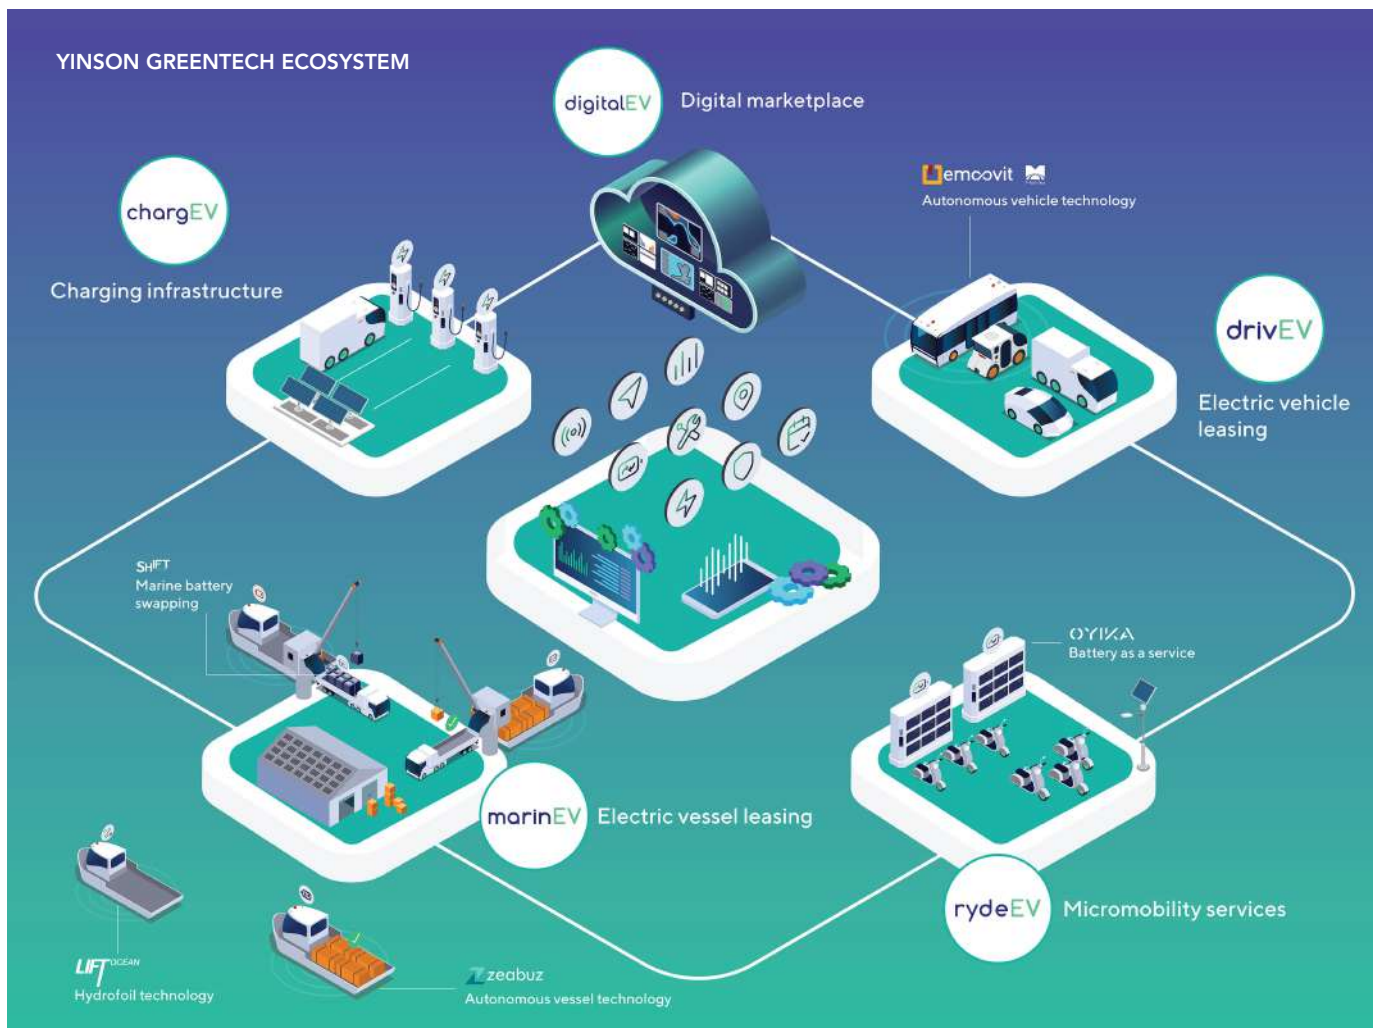 YINSON GREENTECH ECOSYSTEM
digitalEV
Digital marketplace
chargEV
Charging infrastructure
emoovit
Autonomous vehicle technology
drivEV
Electric vehicle
leasing
SHIFT
Marine battery
swapping
OYIKA
Battery as a service
marinEV
Electric vessel leasing
rydeEV
Micromobility services
LIFT OCEAN
Hydrofoil technology
zeabuz
Autonomous vessel technology